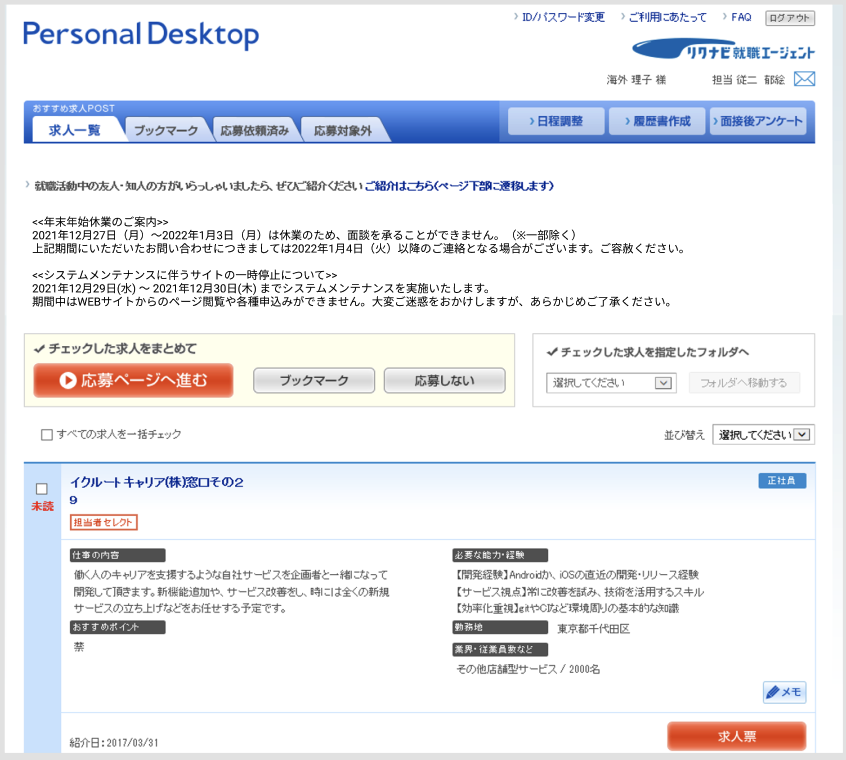 ID/パスワード変更 ご利用にあたって FAQ ログアウト
Personal Desktop
リクナビ就職エージェント
海外 理子 様 担当 従二 郁絵
おすすめ求人POST
求人一覧 ブックマーク 応募依頼済み 応募対象外 日程調整 履歴書作成 面接後アンケート
就職活動中の友人・知人の方がいらっしゃいましたら、ぜひご紹介ください ご紹介はこちら(ページ下部に遷移します)
<<年末年始休業のご案内>>
2021年12月27日（月）～2022年1月3日（月）は休業のため、面談を承ることができません。（※一部除く）
上記期間にいただいたお問い合わせにつきましては2022年1月4日（火）以降のご連絡となる場合がございます。ご容赦ください。
<<システムメンテナンスに伴うサイトの一時停止について>>
2021年12月29日(水) ～ 2021年12月30日(木) までシステムメンテナンスを実施いたします。
期間中はWEBサイトからのページ閲覧や各種申込みができません。大変ご迷惑をおかけしますが、あらかじめご了承ください。
チェックした求人をまとめて
応募ページへ進む ブックマーク 応募しない
チェックした求人を指定したフォルダへ
選択してください フォルダへ移動する
すべての求人を一括チェック
並び替え 選択してください
未読
イクルートキャリア(株)窓口その2
9
正社員
担当者セレクト
仕事の内容
働く人のキャリアを支援するような自社サービスを企画者と一緒になって
開発して頂きます。新機能追加や、サービス改善をし、時には全くの新規
サービスの立ち上げなどをお任せする予定です。
おすすめポイント
禁
必要な能力・経験
【開発経験】Androidか、iOSの直近の開発・リリース経験
【サービス視点】常に改善を試み、技術を活用するスキル
【効率化重視】gitやCIなど環境周りの基本的な知識
勤務地 東京都千代田区
業界・従業員数など
その他店舗型サービス / 2000名
メモ
紹介日：2017/03/31
求人票